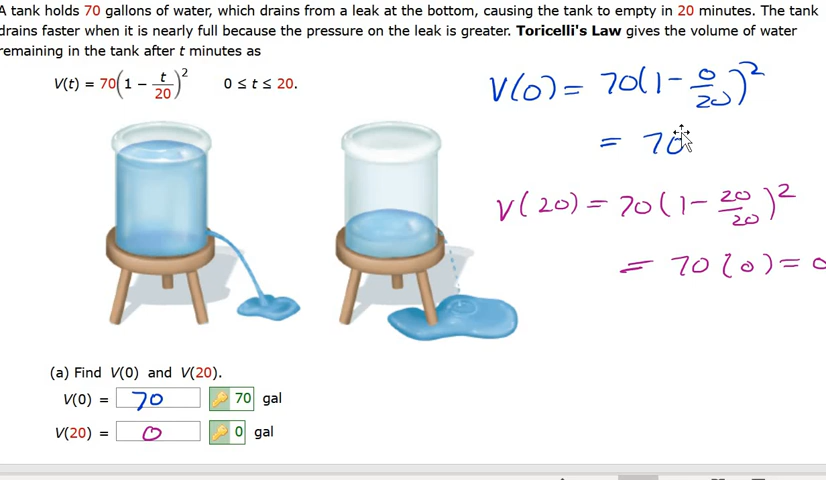 A tank holds 70 gallons of water, which drains from a leak at the bottom, causing the tank to empty in 20 minutes. The tank
drains faster when it is nearly full because the pressure on the leak is greater. Toricelli's Law gives the volume of water
remaining in the tank after t minutes as
V(t) = 70(1 − t/20)² 0 ≤ t ≤ 20.
V(0) = 70(1 − 0/20)²
= 70
V(20) = 70(1 − 20/20)²
= 70(0) = 0
(a) Find V(0) and V(20).
V(0) = 70 70 gal
V(20) = 0 0 gal